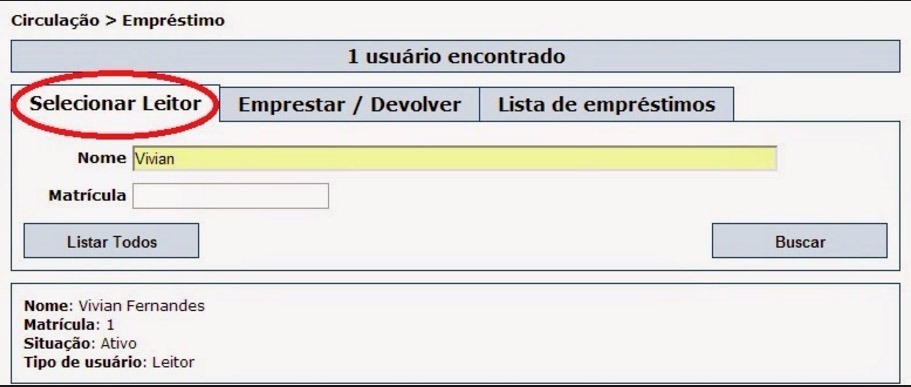 Circulação > Empréstimo
1 usuário encontrado
Selecionar Leitor Emprestar / Devolver Lista de empréstimos
Nome Vivian
Matrícula
Listar Todos Buscar
Nome: Vivian Fernandes
Matrícula: 1
Situação: Ativo
Tipo de usuário: Leitor